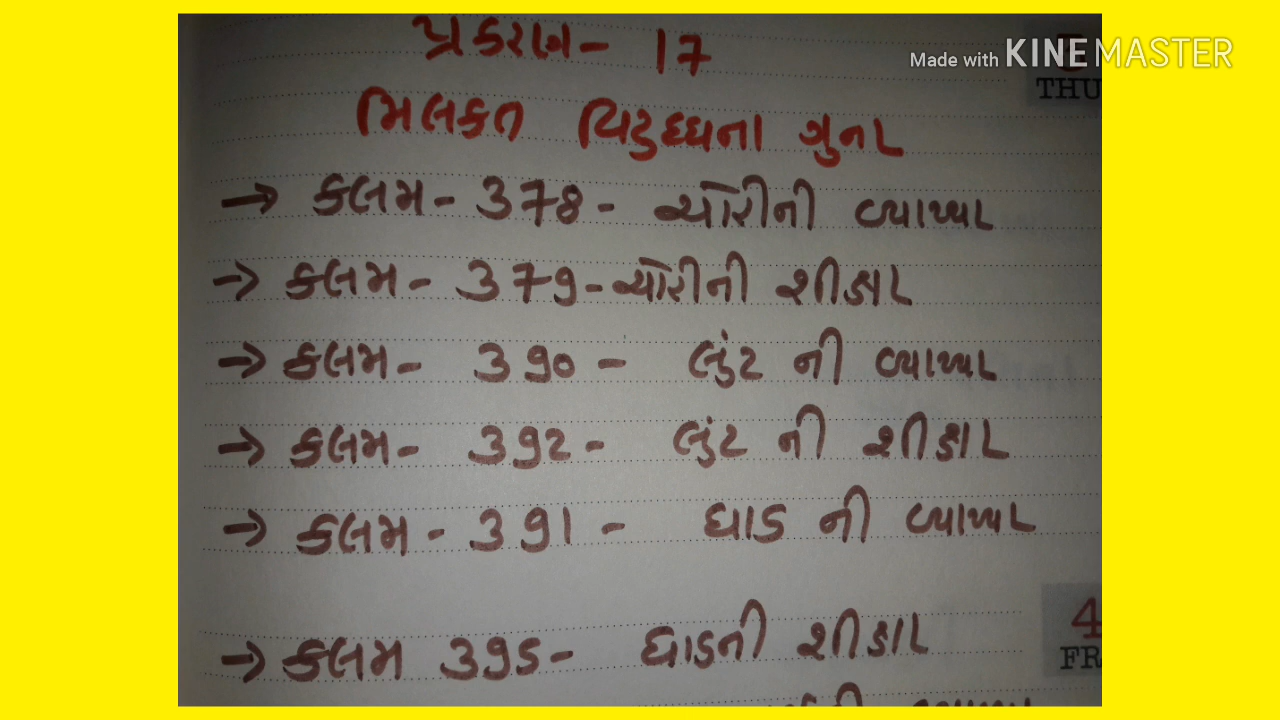 પ્રકરણ - 17
Made with KINEMASTER
THU
મિલકત વિરુધ્ધના ગુના
→ કલમ - 378 - ચોરીની વ્યાખ્યા
→ કલમ - 379 - ચોરીની શીક્ષા
→ કલમ - 390 - લુંટ ની વ્યાખ્યા
→ કલમ - 392 - લુંટ ની શીક્ષા
→ કલમ - 391 - ધાડ ની વ્યાખ્યા
4
FR
→ કલમ 395 - ધાડની શીક્ષા